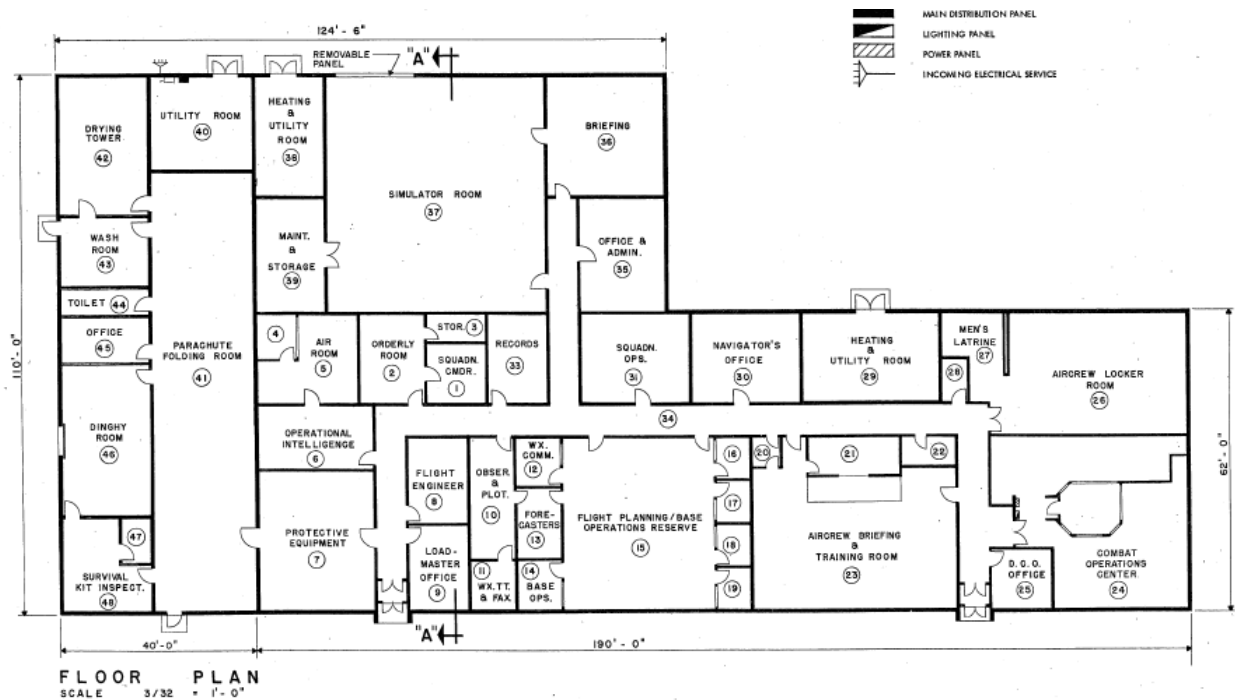 MAIN DISTRIBUTION PANEL
LIGHTING PANEL
POWER PANEL
INCOMING ELECTRICAL SERVICE
124' - 6"
REMOVABLE
PANEL
"A"
110' - 0"
62' - 0"
DRYING
TOWER
42
UTILITY ROOM
40
HEATING
&
UTILITY
ROOM
38
SIMULATOR ROOM
37
BRIEFING
36
WASH
ROOM
43
MAINT.
&
STORAGE
39
OFFICE &
ADMIN.
35
TOILET 44
OFFICE
45
PARACHUTE
FOLDING ROOM
41
4
AIR
ROOM
5
ORDERLY
ROOM
2
STOR. 3
SQUADN.
CMDR.
1
RECORDS
33
SQUADN.
OPS.
31
NAVIGATOR'S
OFFICE
30
HEATING
&
UTILITY ROOM
29
MEN'S
LATRINE
27
28
AIRCREW LOCKER
ROOM
26
34
DINGHY
ROOM
46
OPERATIONAL
INTELLIGENCE
6
FLIGHT
ENGINEER
8
OBSER.
&
PLOT.
10
WX.
COMM.
12
FORE-
CASTERS
13
FLIGHT PLANNING/BASE
OPERATIONS RESERVE
15
16
17
18
19
20
21
22
AIRCREW BRIEFING
&
TRAINING ROOM
23
PROTECTIVE
EQUIPMENT
7
LOAD-
MASTER
OFFICE
9
11
WX.TT.
& FAX.
14
BASE
OPS.
47
SURVIVAL
KIT INSPECT.
48
D.O.O.
OFFICE
25
COMBAT
OPERATIONS
CENTER
24
"A"
40'-0"
190' - 0"
FLOOR PLAN
SCALE 3/32 = 1'- 0"